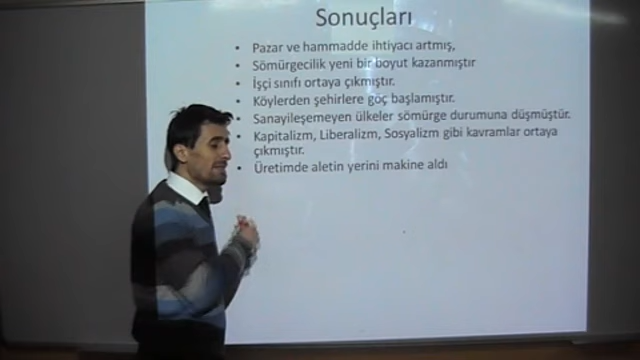 Sonuçları
• Pazar ve hammadde ihtiyacı artmış,
• Sömürgecilik yeni bir boyut kazanmıştır
• İşçi sınıfı ortaya çıkmıştır.
• Köylerden şehirlere göç başlamıştır.
• Sanayileşemeyen ülkeler sömürge durumuna düşmüştür.
• Kapitalizm, Liberalizm, Sosyalizm gibi kavramlar ortaya
çıkmıştır.
• Üretimde aletin yerini makine aldı